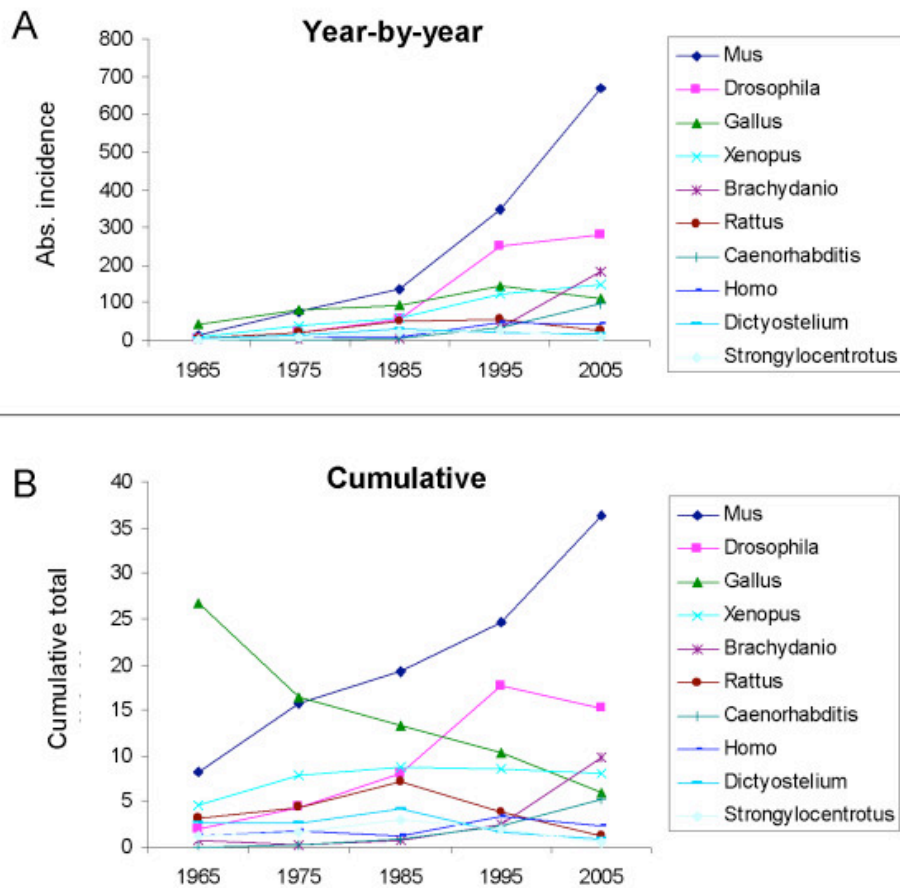 A
Year-by-year
Abs. incidence
800
700
600
500
400
300
200
100
0
1965 1975 1985 1995 2005
Mus
Drosophila
Gallus
Xenopus
Brachydanio
Rattus
Caenorhabditis
Homo
Dictyostelium
Strongylocentrotus
B
Cumulative
Cumulative total
40
35
30
25
20
15
10
5
0
1965 1975 1985 1995 2005
Mus
Drosophila
Gallus
Xenopus
Brachydanio
Rattus
Caenorhabditis
Homo
Dictyostelium
Strongylocentrotus